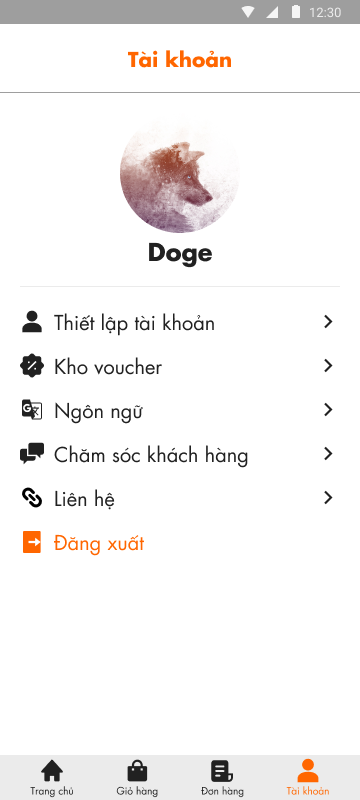 12:30
Tài khoản
Doge
Thiết lập tài khoản
Kho voucher
Ngôn ngữ
Chăm sóc khách hàng
Liên hệ
Đăng xuất
Trang chủ
Giỏ hàng
Đơn hàng
Tài khoản